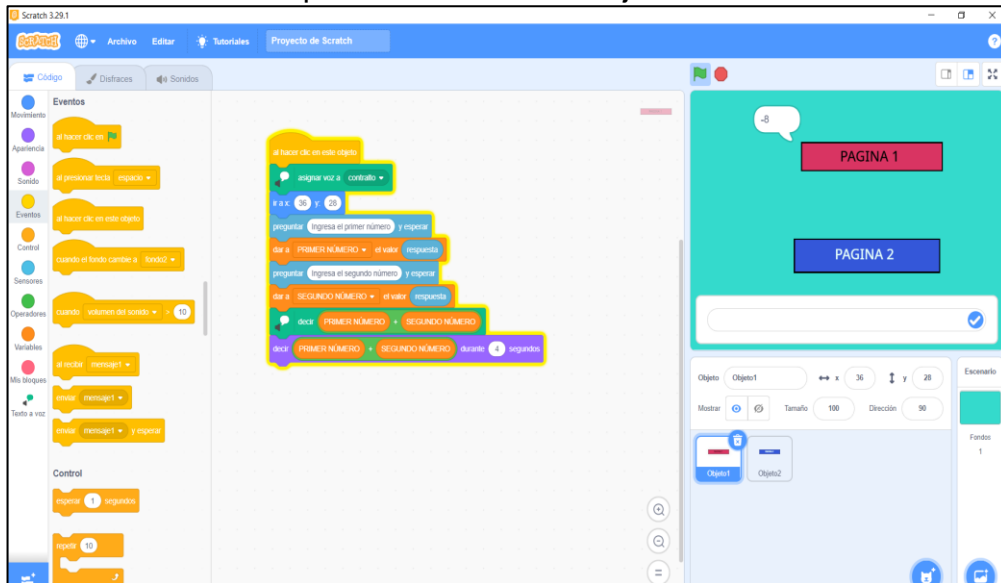 Scratch 3.29.1
SCRATCH Archivo Editar Tutoriales Proyecto de Scratch
Código Disfraces Sonidos
Movimiento
Apariencia
Sonido
Eventos
Control
Sensores
Operadores
Variables
Mis bloques
Texto a voz
Eventos
al hacer clic en
al presionar tecla espacio
al hacer clic en este objeto
cuando el fondo cambie a fondo2
cuando volumen del sonido > 10
al recibir mensaje1
enviar mensaje1
enviar mensaje1 y esperar
Control
esperar 1 segundos
repetir 10
al hacer clic en este objeto
asignar voz a contralto
ir a x: 36 y: 28
preguntar Ingresa el primer número y esperar
dar a PRIMER NÚMERO el valor respuesta
preguntar Ingresa el segundo número y esperar
dar a SEGUNDO NÚMERO el valor respuesta
decir PRIMER NÚMERO + SEGUNDO NÚMERO
decir PRIMER NÚMERO + SEGUNDO NÚMERO durante 4 segundos
-8
PAGINA 1
PAGINA 2
Objeto Objeto1 x 36 y 28
Mostrar Tamaño 100 Dirección 90
Objeto1 Objeto2
Escenario
Fondos
1